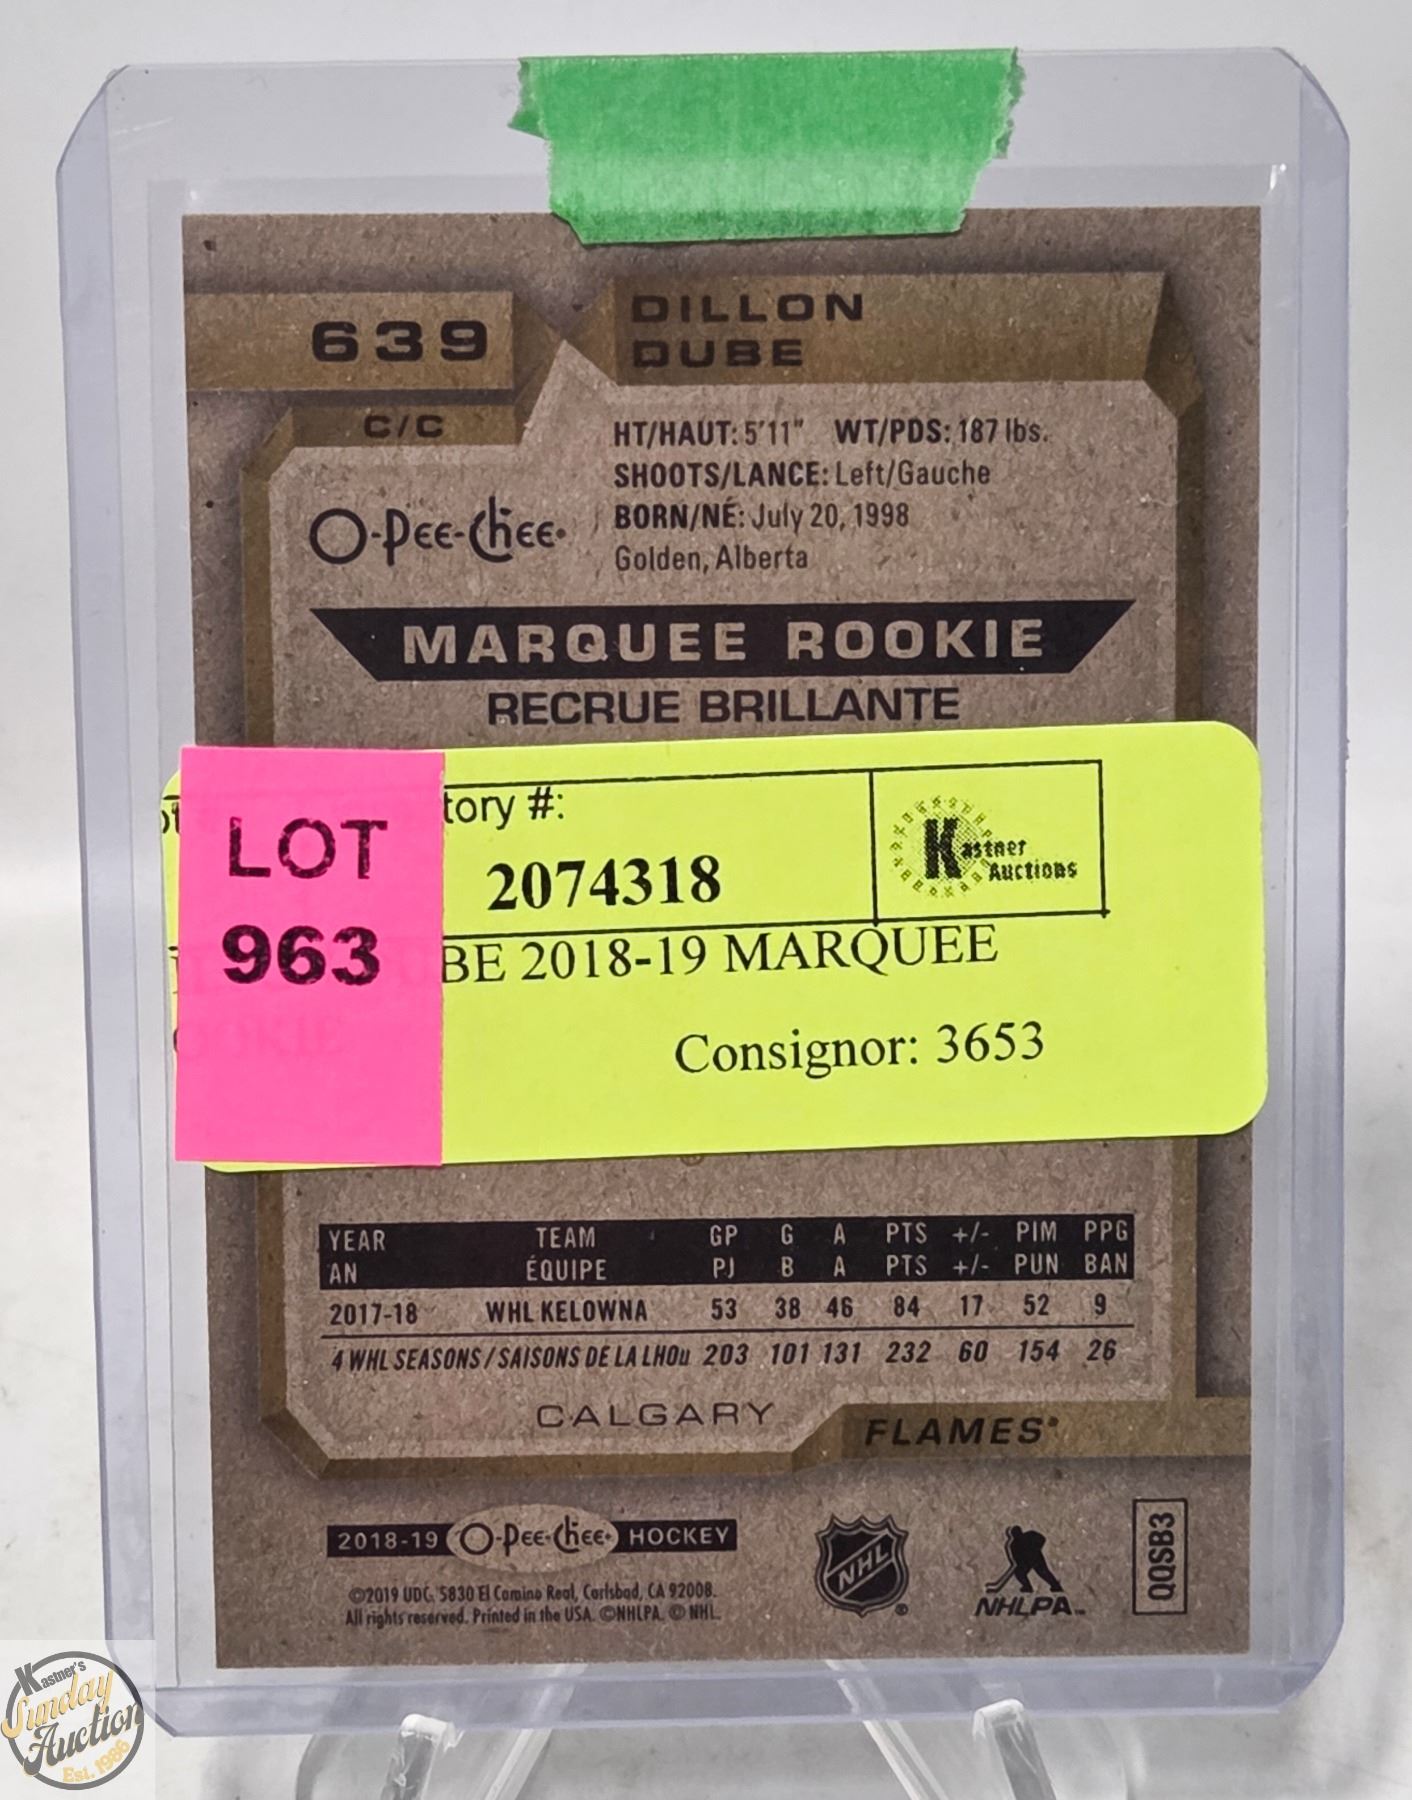 639
DILLON
DUBE
C/C
O-Pee-Chee
HT/HAUT: 5'11" WT/PDS: 187 lbs.
SHOOTS/LANCE: Left/Gauche
BORN/NÉ: July 20, 1998
Golden, Alberta
MARQUEE ROOKIE
RECRUE BRILLANTE
LOT
963
tory #:
2074318
Kastner
Auctions
BE 2018-19 MARQUEE
OOKIE
Consignor: 3653
YEAR TEAM GP G A PTS +/- PIM PPG
AN ÉQUIPE PJ B A PTS +/- PUN BAN
2017-18 WHL KELOWNA 53 38 46 84 17 52 9
4 WHL SEASONS / SAISONS DE LA LHOu 203 101 131 232 60 154 26
CALGARY
FLAMES
2018-19 O-Pee-Chee HOCKEY
©2019 UDC. 5830 El Camino Real, Carlsbad, CA 92008.
All rights reserved. Printed in the USA. ©NHLPA. © NHL.
NHL
NHLPA
QQSB3
Kastner's
Sunday
Auction
Est. 1986